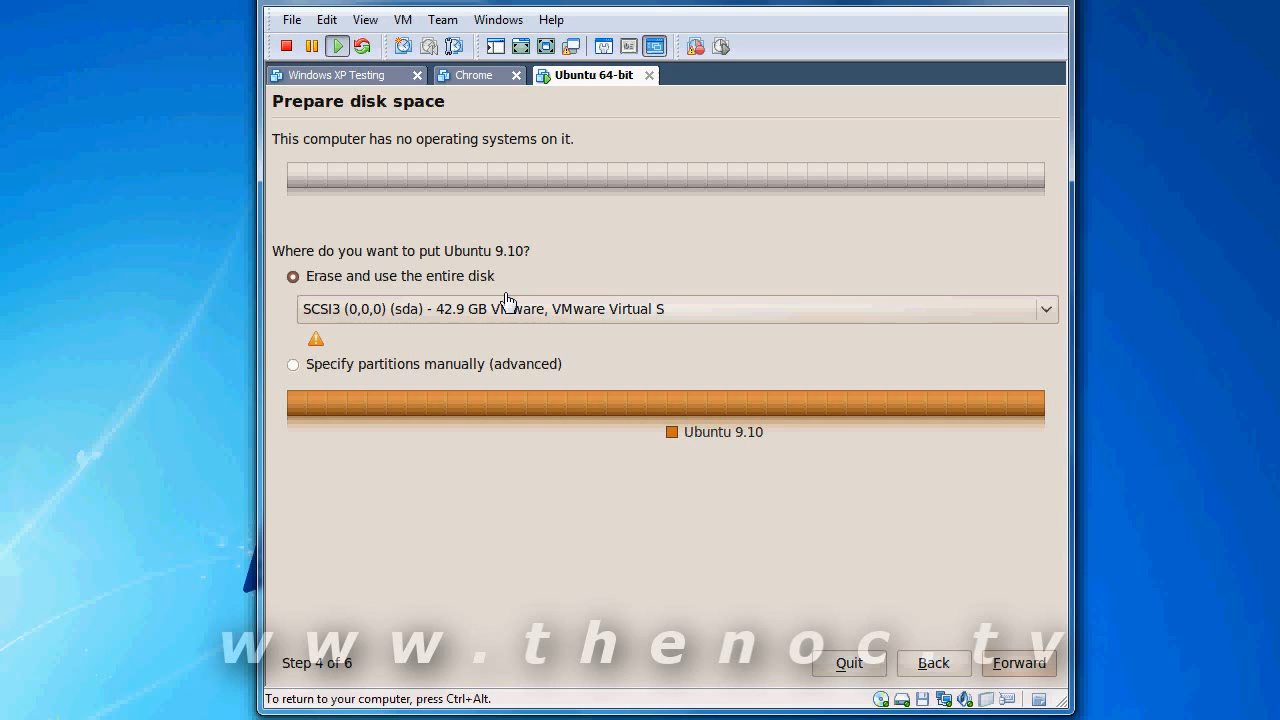 File Edit View VM Team Windows Help
Windows XP Testing Chrome Ubuntu 64-bit
Prepare disk space
This computer has no operating systems on it.
Where do you want to put Ubuntu 9.10?
Erase and use the entire disk
SCSI3 (0,0,0) (sda) - 42.9 GB VMware, VMware Virtual S
Specify partitions manually (advanced)
Ubuntu 9.10
www.thenoc.tv
Step 4 of 6 Quit Back Forward
To return to your computer, press Ctrl+Alt.